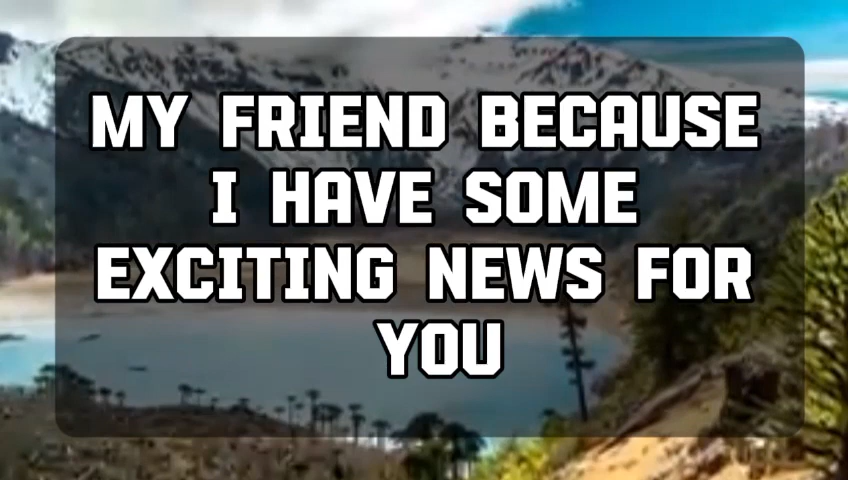 MY FRIEND BECAUSE
I HAVE SOME
EXCITING NEWS FOR
YOU